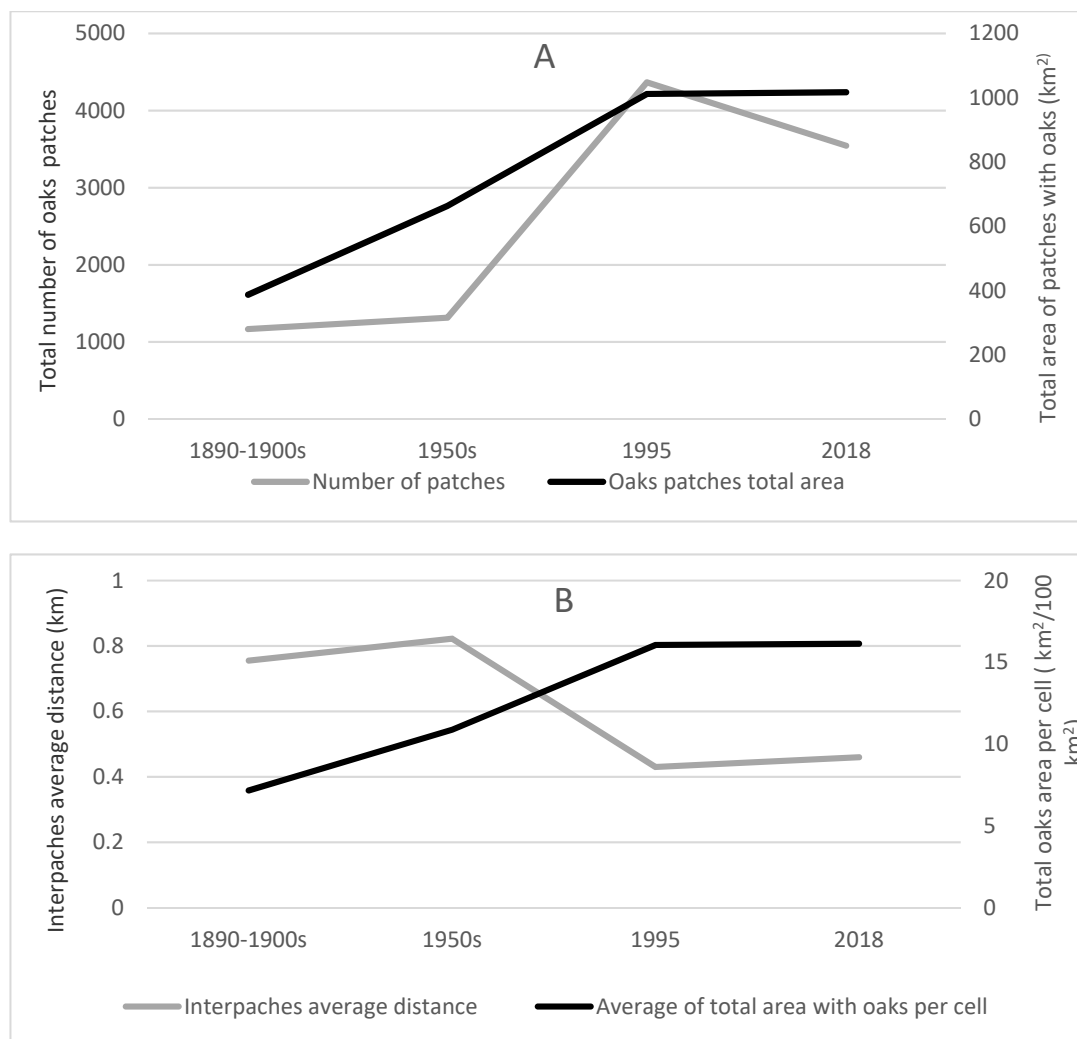 A
Total number of oaks patches
5000
4000
3000
2000
1000
0
1200
1000
800
600
400
200
0
Total area of patches with oaks (km²⁾
1890-1900s 1950s 1995 2018
Number of patches Oaks patches total area
B
Interpaches average distance (km)
1
0.8
0.6
0.4
0.2
0
20
15
10
5
0
Total oaks area per cell ( km²/100
km²)
1890-1900s 1950s 1995 2018
Interpaches average distance Average of total area with oaks per cell